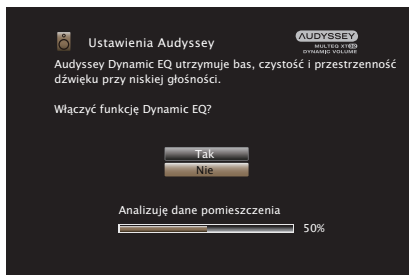 Ustawienia Audyssey
AUDYSSEY
MULTEQ XT32
DYNAMIC VOLUME
Audyssey Dynamic EQ utrzymuje bas, czystość i przestrzenność
dźwięku przy niskiej głośności.
Włączyć funkcję Dynamic EQ?
Tak
Nie
Analizuję dane pomieszczenia
50%